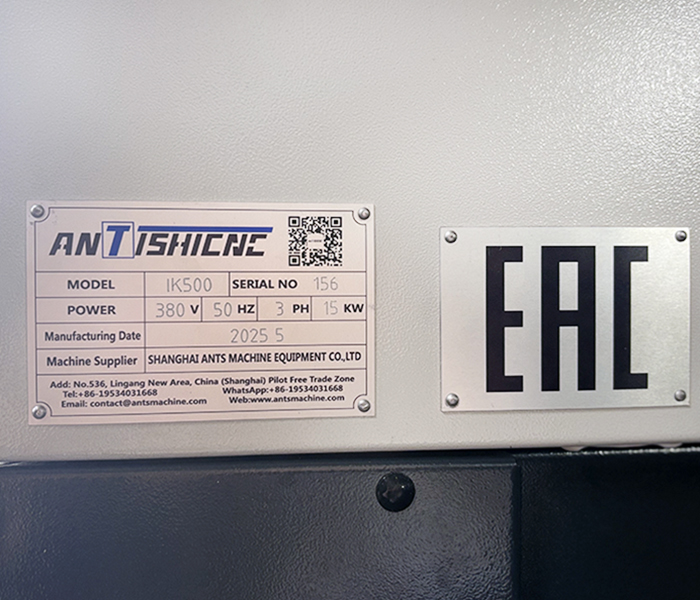 ANTISHICNC
MODEL IK500 SERIAL NO 156
POWER 380 V 50 HZ 3 PH 15 KW
Manufacturing Date 2025 5
Machine Supplier SHANGHAI ANTS MACHINE EQUIPMENT CO.,LTD
Add: No.536, Lingang New Area, China (Shanghai) Pilot Free Trade Zone
Tel:+86-19534031668 WhatsApp:+86-19534031668
Email: contact@antsmachine.com Web:www.antsmachine.com
EAC